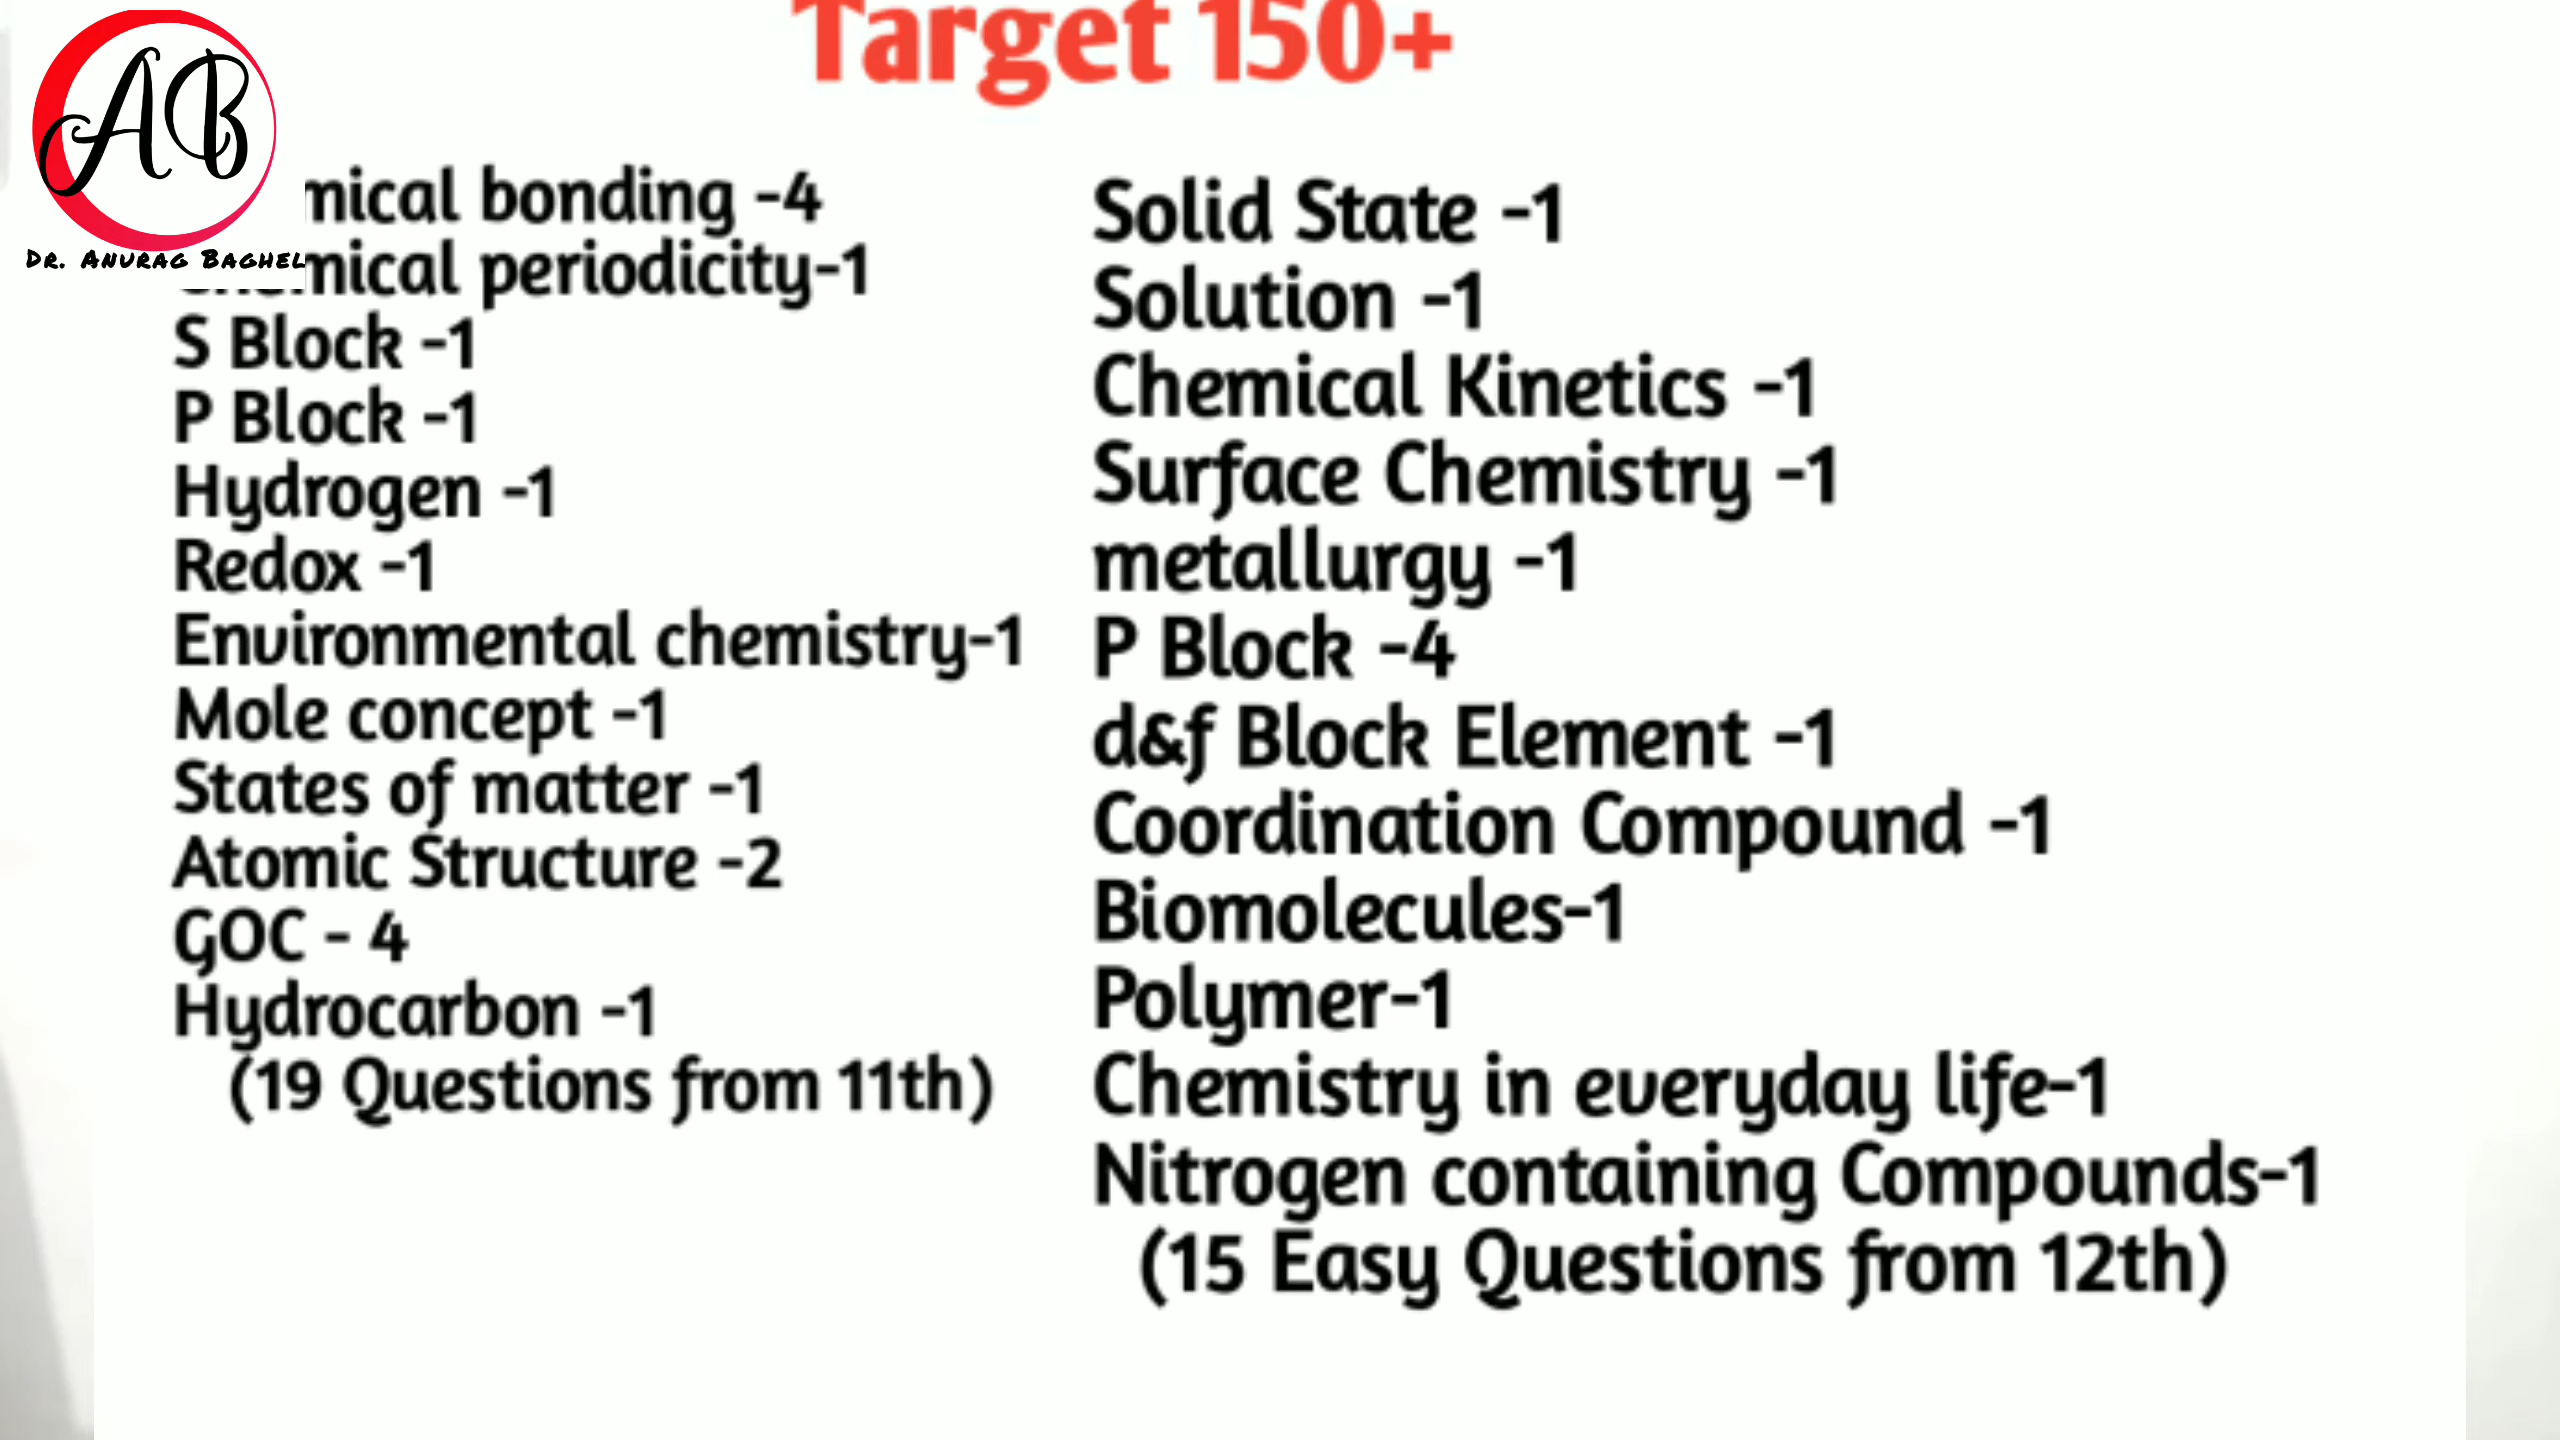 Target 150+
AB
Dr. Anurag Baghel
mical bonding -4
mical periodicity-1
S Block -1
P Block -1
Hydrogen -1
Redox -1
Environmental chemistry-1
Mole concept -1
States of matter -1
Atomic Structure -2
GOC - 4
Hydrocarbon -1
(19 Questions from 11th)
Solid State -1
Solution -1
Chemical Kinetics -1
Surface Chemistry -1
metallurgy -1
P Block -4
d&f Block Element -1
Coordination Compound -1
Biomolecules-1
Polymer-1
Chemistry in everyday life-1
Nitrogen containing Compounds-1
(15 Easy Questions from 12th)